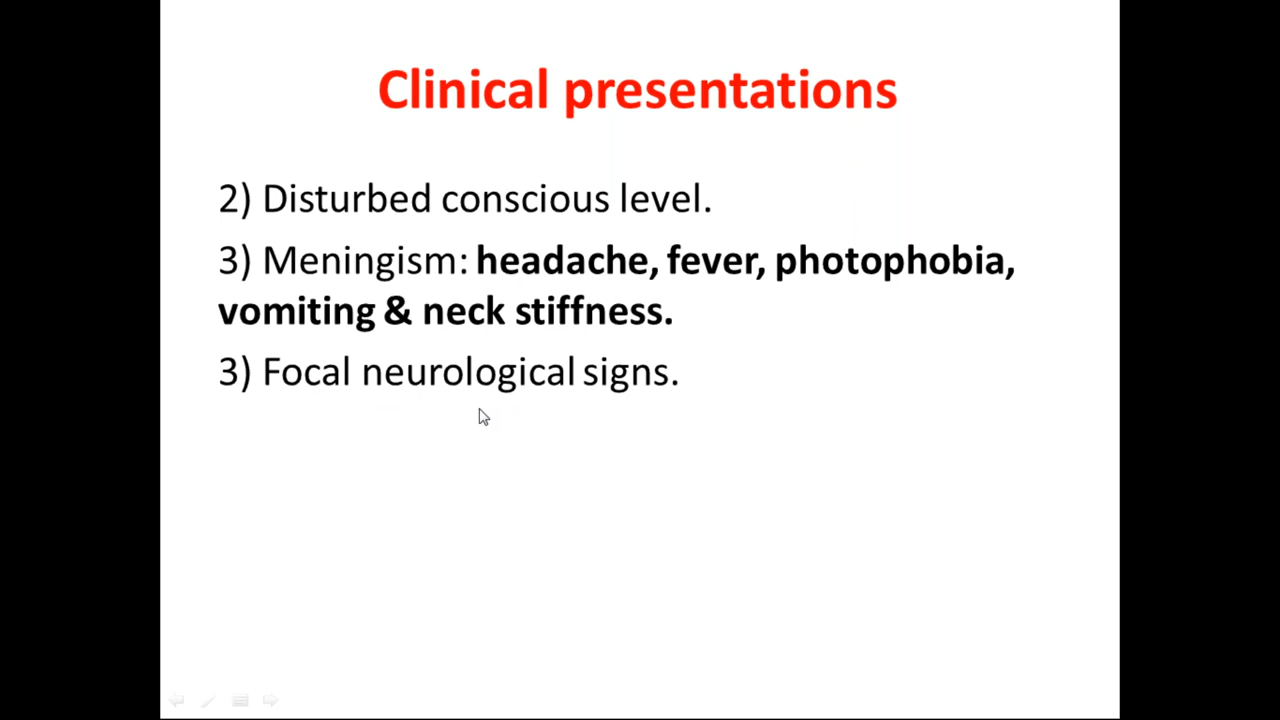 Clinical presentations
2) Disturbed conscious level.
3) Meningism: headache, fever, photophobia,
vomiting & neck stiffness.
3) Focal neurological signs.